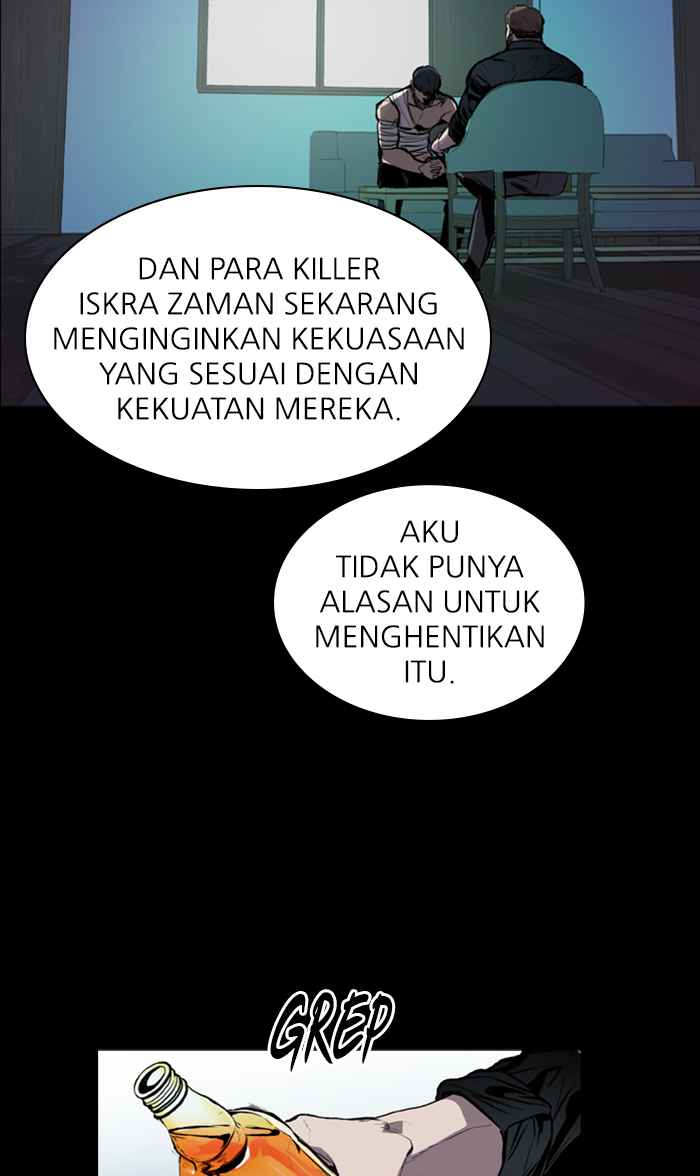 DAN PARA KILLER
ISKRA ZAMAN SEKARANG
MENGINGINKAN KEKUASAAN
YANG SESUAI DENGAN
KEKUATAN MEREKA.
AKU
TIDAK PUNYA
ALASAN UNTUK
MENGHENTIKAN
ITU.
GREP